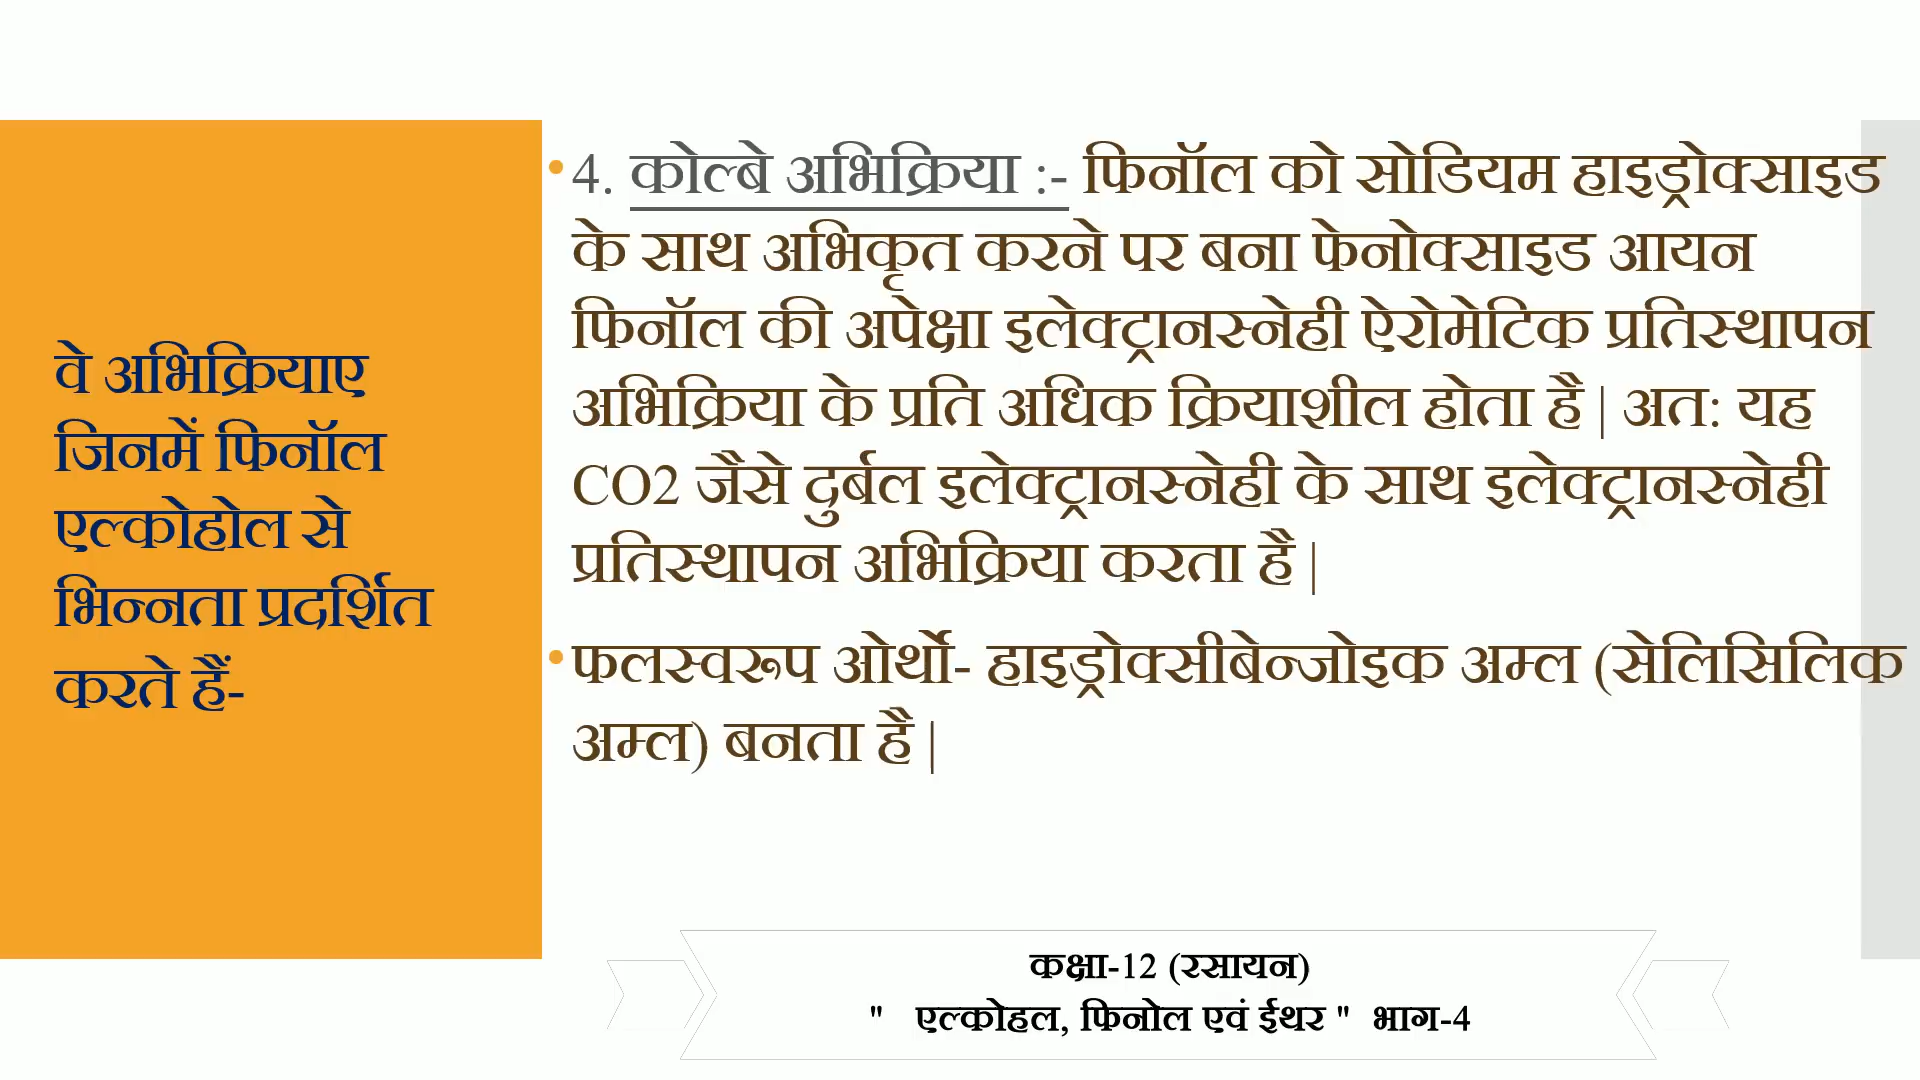 वे अभिक्रियाए
जिनमें फिनॉल
एल्कोहोल से
भिन्नता प्रदर्शित
करते हैं-
•4. कोल्बे अभिक्रिया :- फिनॉल को सोडियम हाइड्रोक्साइड
के साथ अभिकृत करने पर बना फेनोक्साइड आयन
फिनॉल की अपेक्षा इलेक्ट्रानस्नेही ऐरोमेटिक प्रतिस्थापन
अभिक्रिया के प्रति अधिक क्रियाशील होता है | अत: यह
CO2 जैसे दुर्बल इलेक्ट्रानस्नेही के साथ इलेक्ट्रानस्नेही
प्रतिस्थापन अभिक्रिया करता है |
•फलस्वरूप ओर्थो- हाइड्रोक्सीबेन्जोइक अम्ल (सेलिसिलिक
अम्ल) बनता है |
कक्षा-12 (रसायन)
" एल्कोहल, फिनोल एवं ईथर " भाग-4